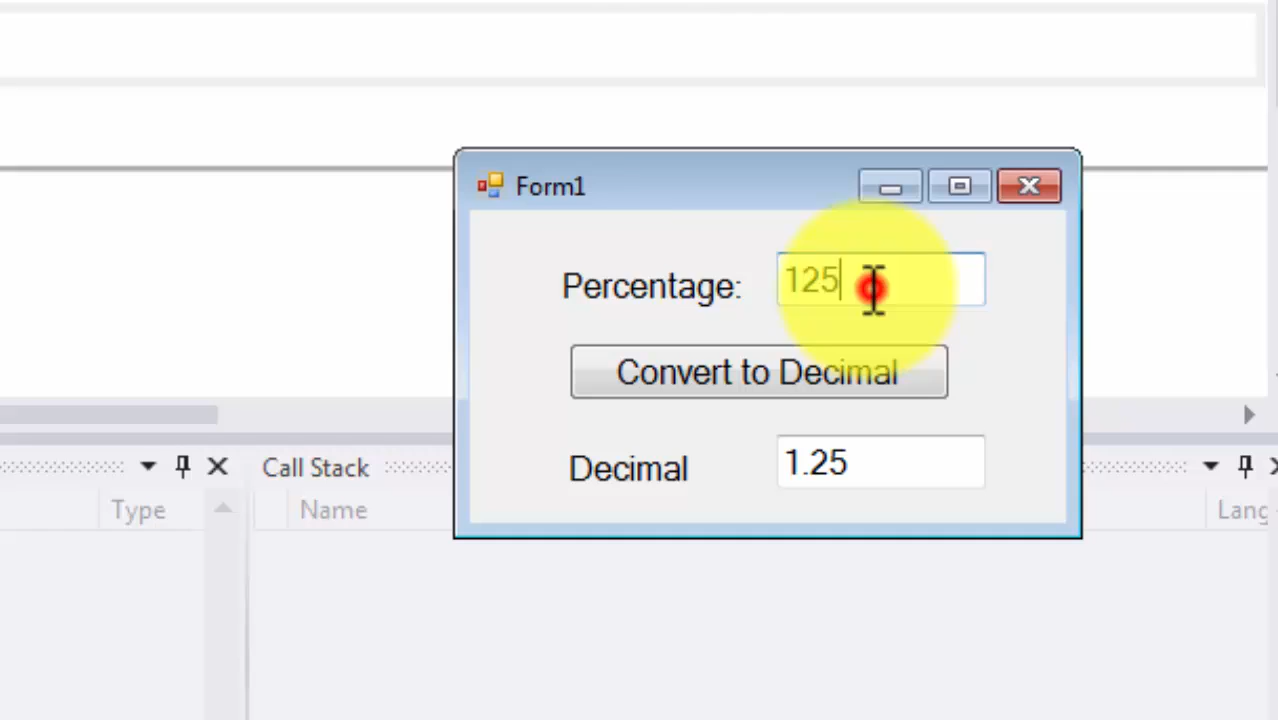 Form1
Percentage: 125
Convert to Decimal
Decimal 1.25
Call Stack
Type
Name
Lang